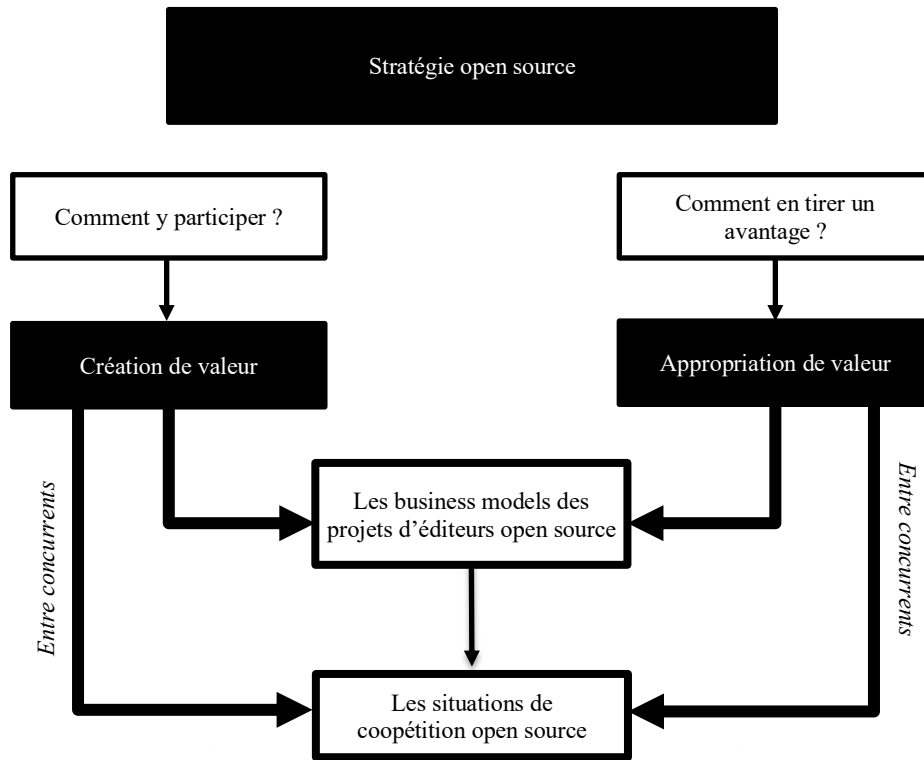 Stratégie open source
Comment y participer ?
Comment en tirer un
avantage ?
Création de valeur
Appropriation de valeur
Entre concurrents
Les business models des
projets d’éditeurs open source
Entre concurrents
Les situations de
coopétition open source